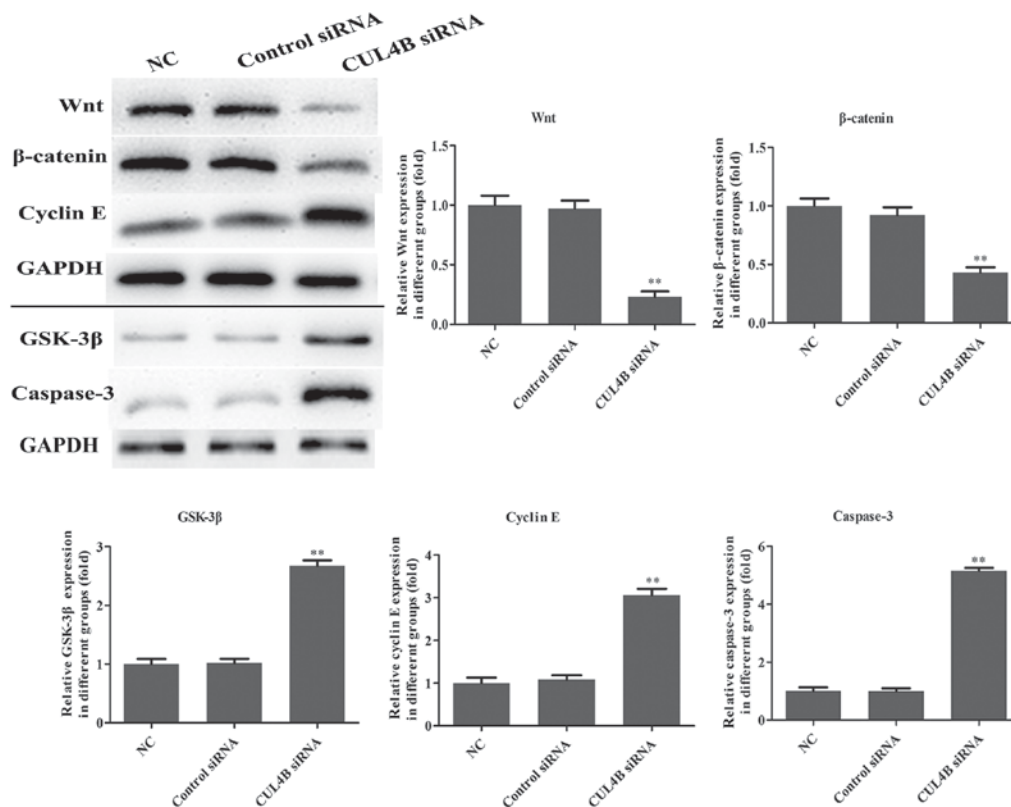 NC
Control siRNA
CUL4B siRNA
Wnt
β-catenin
Cyclin E
GAPDH
GSK-3β
Caspase-3
GAPDH
Wnt
Relative Wnt expression
in differernt groups (fold)
1.5
1.0
0.5
0.0
**
NC
Control siRNA
CUL4B siRNA
β-catenin
Relative β-catenin expression
in differernt groups (fold)
1.5
1.0
0.5
0.0
**
NC
Control siRNA
CUL4B siRNA
GSK-3β
Relative GSK-3β expression
in differernt groups (fold)
3
2
1
0
**
NC
Control siRNA
CUL4B siRNA
Cyclin E
Relative cyclin E expression
in differernt groups (fold)
4
3
2
1
0
**
NC
Control siRNA
CUL4B siRNA
Caspase-3
Relative caspase-3 expression
in differernt groups (fold)
6
4
2
0
**
NC
Control siRNA
CUL4B siRNA